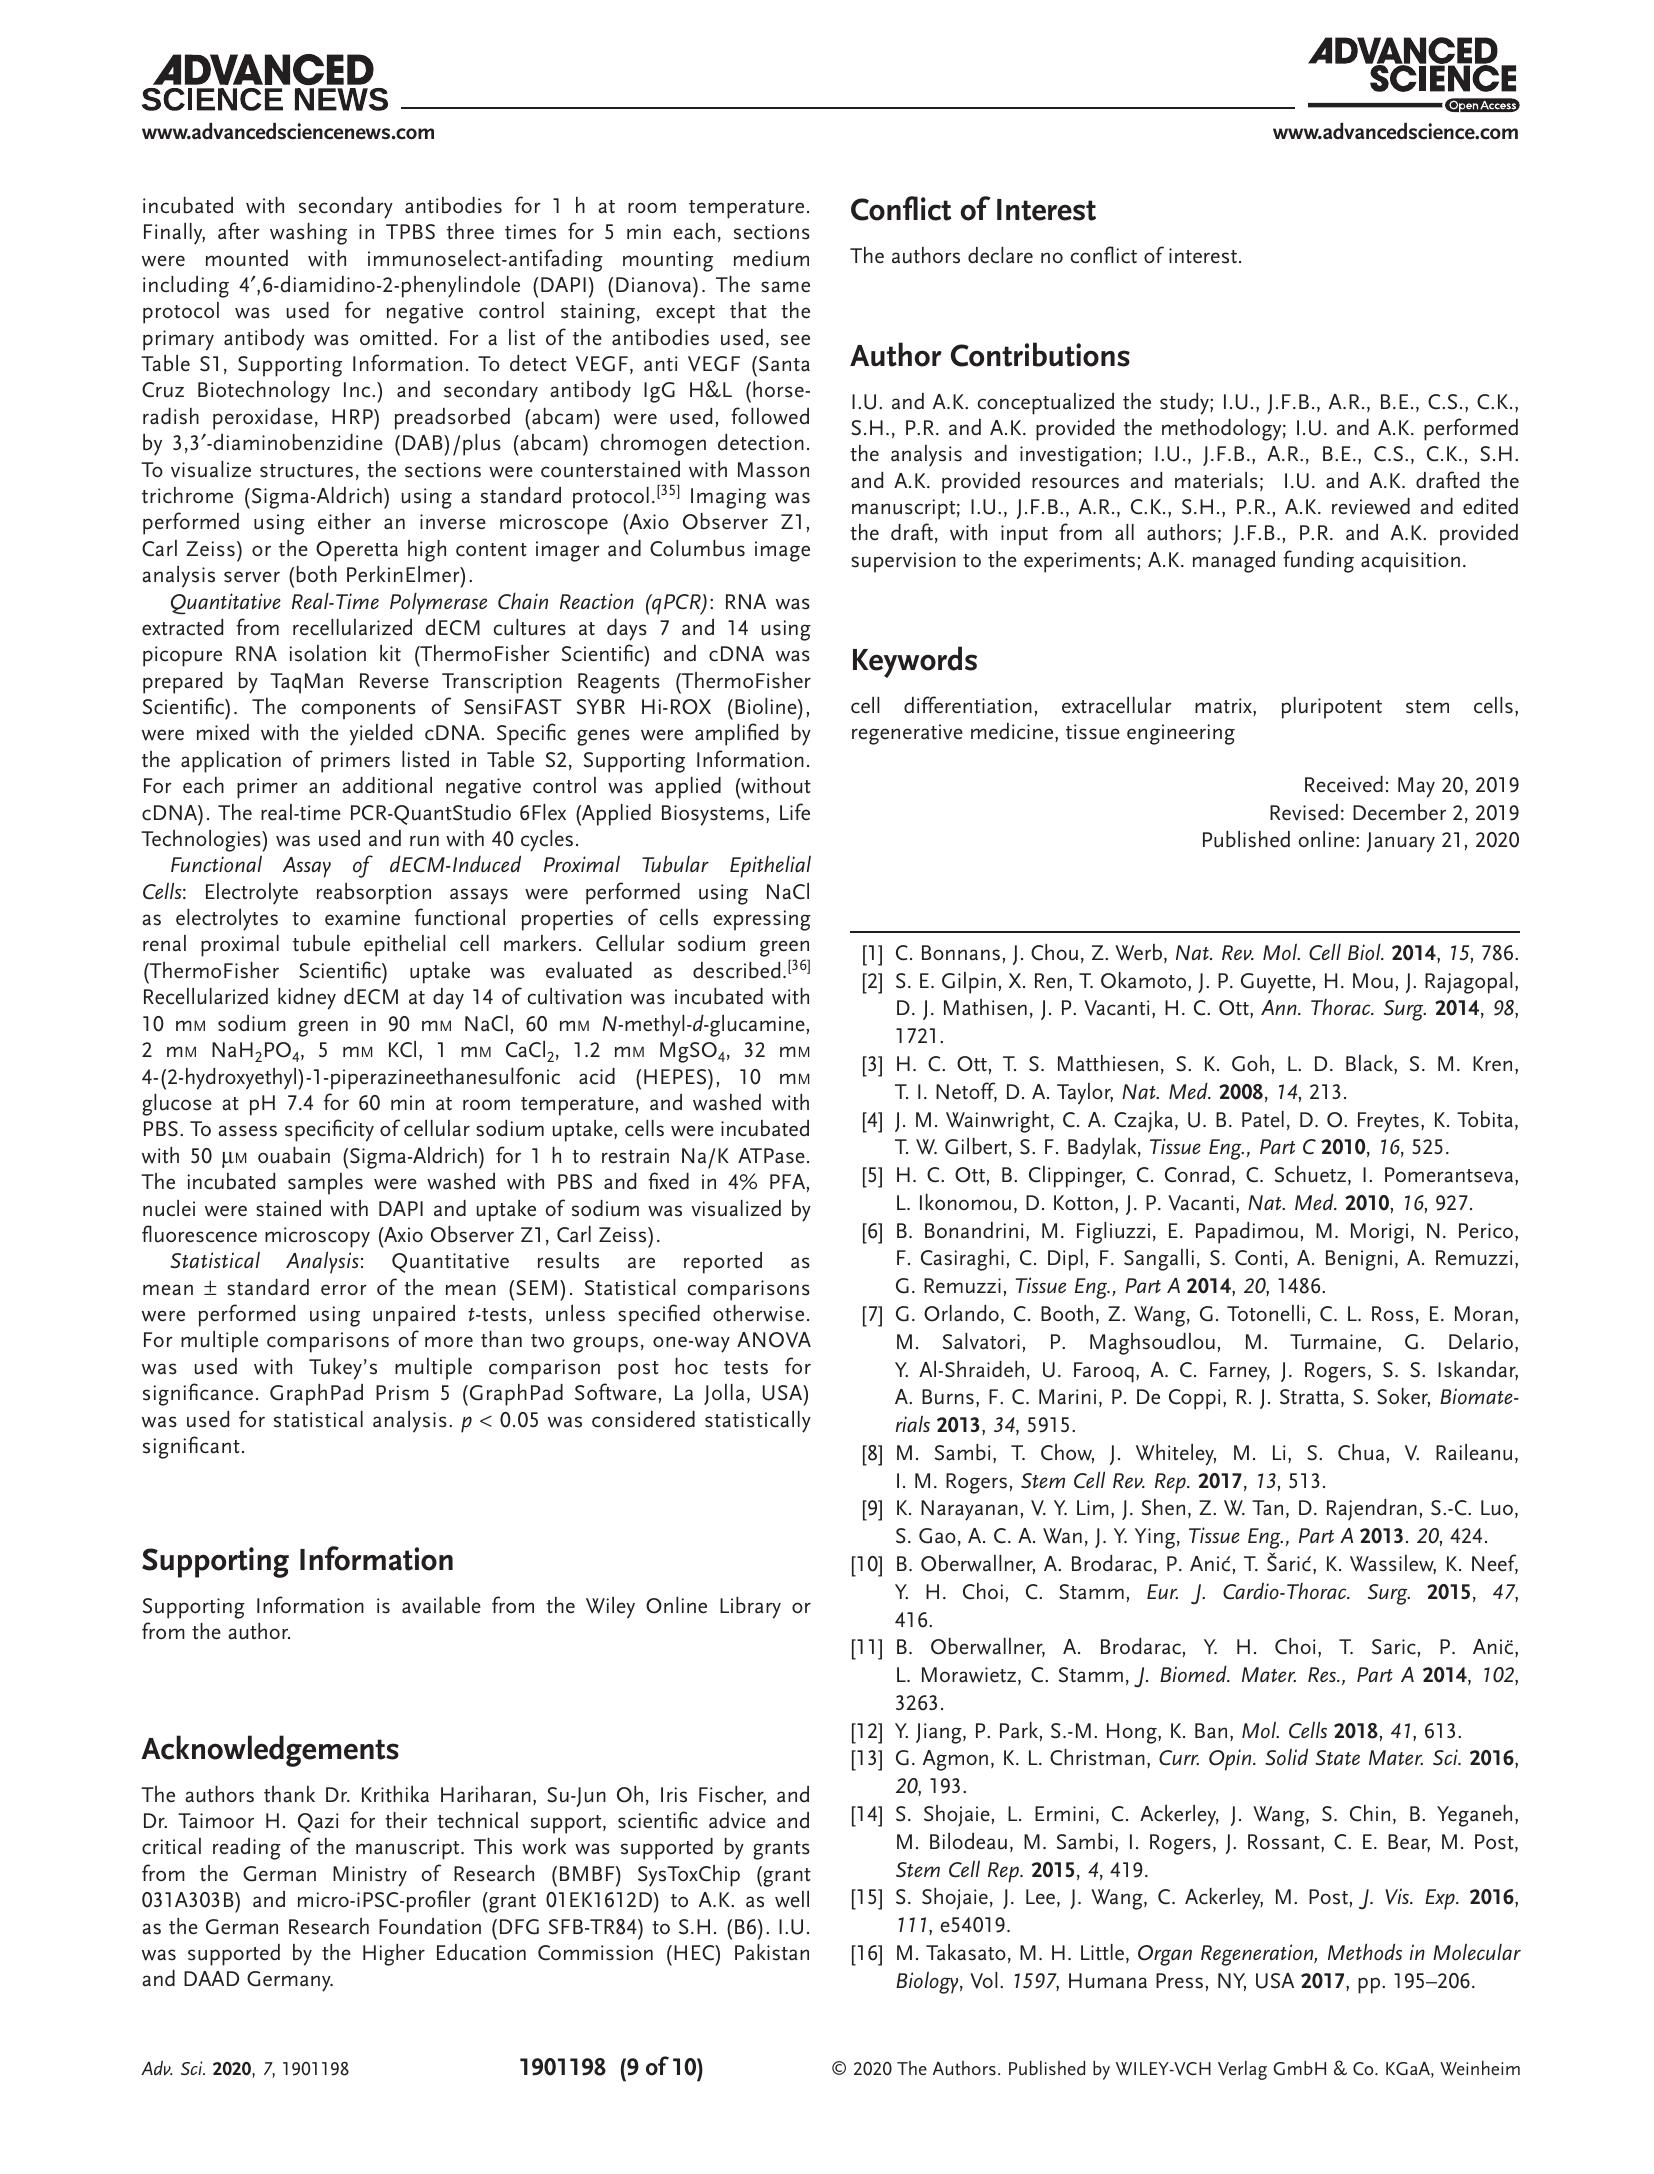 ADVANCED
SCIENCE NEWS
www.advancedsciencenews.com
ADVANCED
SCIENCE
Open Access
www.advancedscience.com
incubated with secondary antibodies for 1 h at room temperature.
Finally, after washing in TPBS three times for 5 min each, sections
were mounted with immunoselect-antifading mounting medium
including 4′,6-diamidino-2-phenylindole (DAPI) (Dianova). The same
protocol was used for negative control staining, except that the
primary antibody was omitted. For a list of the antibodies used, see
Table S1, Supporting Information. To detect VEGF, anti VEGF (Santa
Cruz Biotechnology Inc.) and secondary antibody IgG H&L (horse-
radish peroxidase, HRP) preadsorbed (abcam) were used, followed
by 3,3′-diaminobenzidine (DAB)/plus (abcam) chromogen detection.
To visualize structures, the sections were counterstained with Masson
trichrome (Sigma-Aldrich) using a standard protocol.[35] Imaging was
performed using either an inverse microscope (Axio Observer Z1,
Carl Zeiss) or the Operetta high content imager and Columbus image
analysis server (both PerkinElmer).
Quantitative Real-Time Polymerase Chain Reaction (qPCR): RNA was
extracted from recellularized dECM cultures at days 7 and 14 using
picopure RNA isolation kit (ThermoFisher Scientific) and cDNA was
prepared by TaqMan Reverse Transcription Reagents (ThermoFisher
Scientific). The components of SensiFAST SYBR Hi-ROX (Bioline),
were mixed with the yielded cDNA. Specific genes were amplified by
the application of primers listed in Table S2, Supporting Information.
For each primer an additional negative control was applied (without
cDNA). The real-time PCR-QuantStudio 6Flex (Applied Biosystems, Life
Technologies) was used and run with 40 cycles.
Functional Assay of dECM-Induced Proximal Tubular Epithelial
Cells: Electrolyte reabsorption assays were performed using NaCl
as electrolytes to examine functional properties of cells expressing
renal proximal tubule epithelial cell markers. Cellular sodium green
(ThermoFisher Scientific) uptake was evaluated as described.[36]
Recellularized kidney dECM at day 14 of cultivation was incubated with
10 mM sodium green in 90 mM NaCl, 60 mM N-methyl-d-glucamine,
2 mM NaH2PO4, 5 mM KCl, 1 mM CaCl2, 1.2 mM MgSO4, 32 mM
4-(2-hydroxyethyl)-1-piperazineethanesulfonic acid (HEPES), 10 mM
glucose at pH 7.4 for 60 min at room temperature, and washed with
PBS. To assess specificity of cellular sodium uptake, cells were incubated
with 50 μM ouabain (Sigma-Aldrich) for 1 h to restrain Na/K ATPase.
The incubated samples were washed with PBS and fixed in 4% PFA,
nuclei were stained with DAPI and uptake of sodium was visualized by
fluorescence microscopy (Axio Observer Z1, Carl Zeiss).
Statistical Analysis: Quantitative results are reported as
mean ± standard error of the mean (SEM). Statistical comparisons
were performed using unpaired t-tests, unless specified otherwise.
For multiple comparisons of more than two groups, one-way ANOVA
was used with Tukey's multiple comparison post hoc tests for
significance. GraphPad Prism 5 (GraphPad Software, La Jolla, USA)
was used for statistical analysis. p < 0.05 was considered statistically
significant.
Supporting Information
Supporting Information is available from the Wiley Online Library or
from the author.
Acknowledgements
The authors thank Dr. Krithika Hariharan, Su-Jun Oh, Iris Fischer, and
Dr. Taimoor H. Qazi for their technical support, scientific advice and
critical reading of the manuscript. This work was supported by grants
from the German Ministry of Research (BMBF) SysToxChip (grant
031A303B) and micro-iPSC-profiler (grant 01EK1612D) to A.K. as well
as the German Research Foundation (DFG SFB-TR84) to S.H. (B6). I.U.
was supported by the Higher Education Commission (HEC) Pakistan
and DAAD Germany.
Conflict of Interest
The authors declare no conflict of interest.
Author Contributions
I.U. and A.K. conceptualized the study; I.U., J.F.B., A.R., B.E., C.S., C.K.,
S.H., P.R. and A.K. provided the methodology; I.U. and A.K. performed
the analysis and investigation; I.U., J.F.B., A.R., B.E., C.S., C.K., S.H.
and A.K. provided resources and materials; I.U. and A.K. drafted the
manuscript; I.U., J.F.B., A.R., C.K., S.H., P.R., A.K. reviewed and edited
the draft, with input from all authors; J.F.B., P.R. and A.K. provided
supervision to the experiments; A.K. managed funding acquisition.
Keywords
cell differentiation, extracellular matrix, pluripotent stem cells,
regenerative medicine, tissue engineering
Received: May 20, 2019
Revised: December 2, 2019
Published online: January 21, 2020
[1] C. Bonnans, J. Chou, Z. Werb, Nat. Rev. Mol. Cell Biol. 2014, 15, 786.
[2] S. E. Gilpin, X. Ren, T. Okamoto, J. P. Guyette, H. Mou, J. Rajagopal,
D. J. Mathisen, J. P. Vacanti, H. C. Ott, Ann. Thorac. Surg. 2014, 98,
1721.
[3] H. C. Ott, T. S. Matthiesen, S. K. Goh, L. D. Black, S. M. Kren,
T. I. Netoff, D. A. Taylor, Nat. Med. 2008, 14, 213.
[4] J. M. Wainwright, C. A. Czajka, U. B. Patel, D. O. Freytes, K. Tobita,
T. W. Gilbert, S. F. Badylak, Tissue Eng., Part C 2010, 16, 525.
[5] H. C. Ott, B. Clippinger, C. Conrad, C. Schuetz, I. Pomerantseva,
L. Ikonomou, D. Kotton, J. P. Vacanti, Nat. Med. 2010, 16, 927.
[6] B. Bonandrini, M. Figliuzzi, E. Papadimou, M. Morigi, N. Perico,
F. Casiraghi, C. Dipl, F. Sangalli, S. Conti, A. Benigni, A. Remuzzi,
G. Remuzzi, Tissue Eng., Part A 2014, 20, 1486.
[7] G. Orlando, C. Booth, Z. Wang, G. Totonelli, C. L. Ross, E. Moran,
M. Salvatori, P. Maghsoudlou, M. Turmaine, G. Delario,
Y. Al-Shraideh, U. Farooq, A. C. Farney, J. Rogers, S. S. Iskandar,
A. Burns, F. C. Marini, P. De Coppi, R. J. Stratta, S. Soker, Biomate-
rials 2013, 34, 5915.
[8] M. Sambi, T. Chow, J. Whiteley, M. Li, S. Chua, V. Raileanu,
I. M. Rogers, Stem Cell Rev. Rep. 2017, 13, 513.
[9] K. Narayanan, V. Y. Lim, J. Shen, Z. W. Tan, D. Rajendran, S.-C. Luo,
S. Gao, A. C. A. Wan, J. Y. Ying, Tissue Eng., Part A 2013. 20, 424.
[10] B. Oberwallner, A. Brodarac, P. Anić, T. Šarić, K. Wassilew, K. Neef,
Y. H. Choi, C. Stamm, Eur. J. Cardio-Thorac. Surg. 2015, 47,
416.
[11] B. Oberwallner, A. Brodarac, Y. H. Choi, T. Saric, P. Anic̈,
L. Morawietz, C. Stamm, J. Biomed. Mater. Res., Part A 2014, 102,
3263.
[12] Y. Jiang, P. Park, S.-M. Hong, K. Ban, Mol. Cells 2018, 41, 613.
[13] G. Agmon, K. L. Christman, Curr. Opin. Solid State Mater. Sci. 2016,
20, 193.
[14] S. Shojaie, L. Ermini, C. Ackerley, J. Wang, S. Chin, B. Yeganeh,
M. Bilodeau, M. Sambi, I. Rogers, J. Rossant, C. E. Bear, M. Post,
Stem Cell Rep. 2015, 4, 419.
[15] S. Shojaie, J. Lee, J. Wang, C. Ackerley, M. Post, J. Vis. Exp. 2016,
111, e54019.
[16] M. Takasato, M. H. Little, Organ Regeneration, Methods in Molecular
Biology, Vol. 1597, Humana Press, NY, USA 2017, pp. 195–206.
Adv. Sci. 2020, 7, 1901198
1901198 (9 of 10)
© 2020 The Authors. Published by WILEY-VCH Verlag GmbH & Co. KGaA, Weinheim